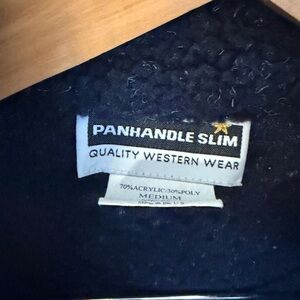 PANHANDLE SLIM
QUALITY WESTERN WEAR
70%ACRYLIC/30%POLY
MEDIUM